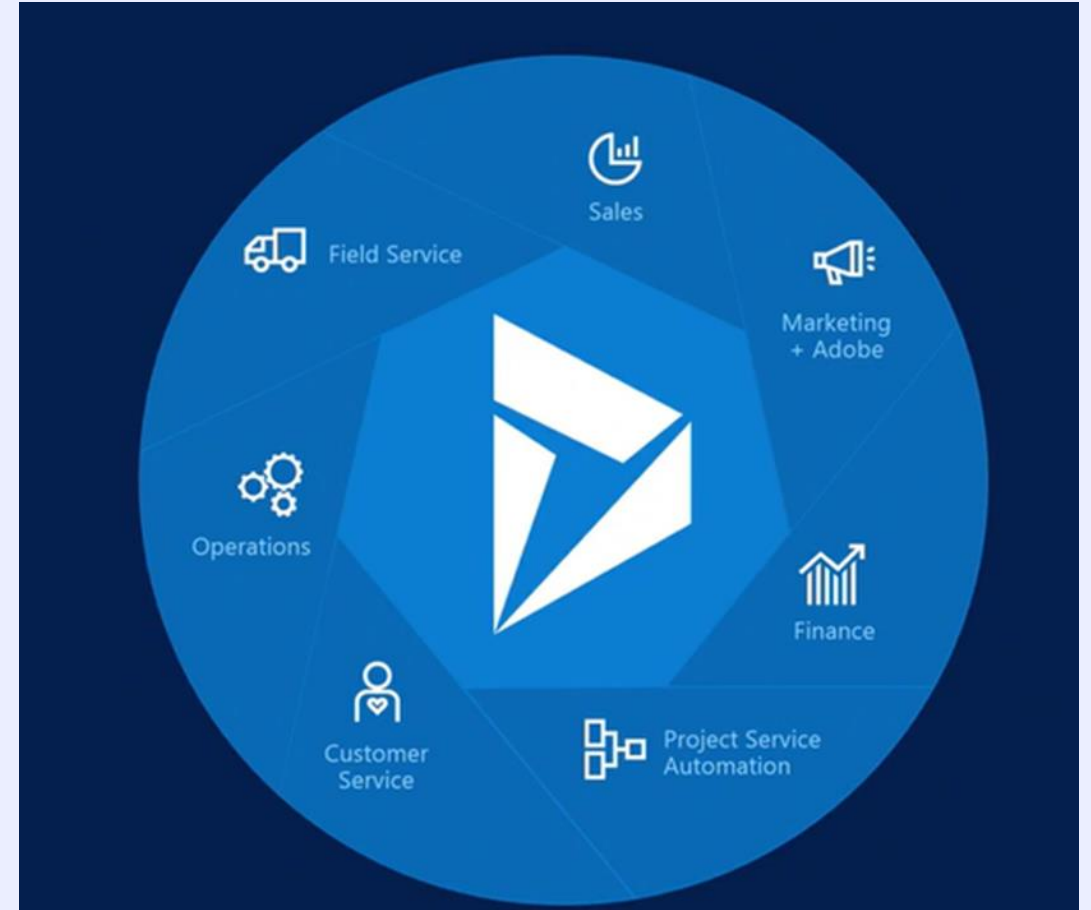 Sales
Field Service
Marketing
+ Adobe
Operations
Finance
Project Service
Automation
Customer
Service